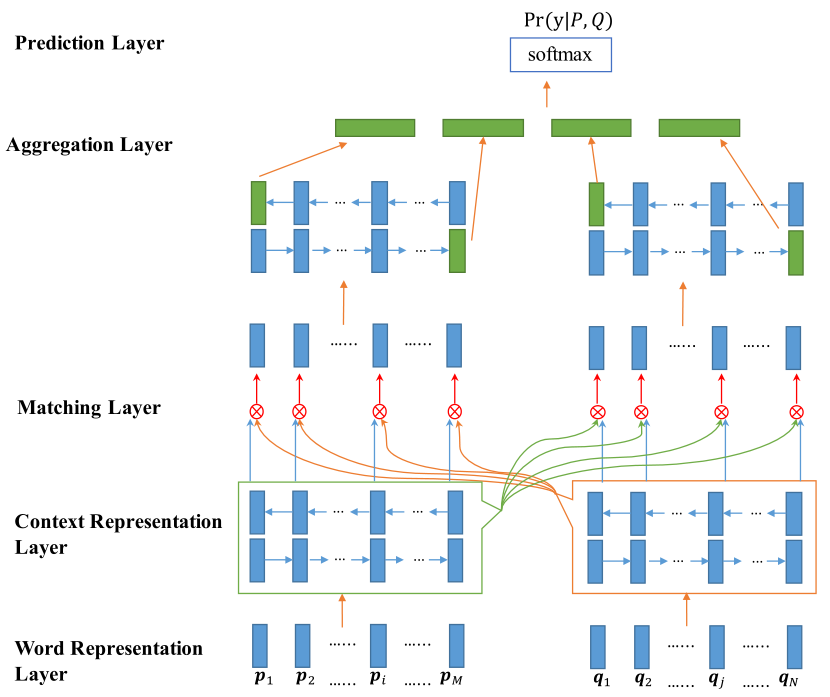 Pr(y|P, Q)
Prediction Layer
softmax
Aggregation Layer
... ... ... ...
... ... ... ...
...... ...... ...... ......
Matching Layer
... ... ... ...
Context Representation
Layer
... ... ... ...
Word Representation
Layer
...... ...... ...... ......
p1 p2 ...... pi ...... pM q1 q2 ...... qj ...... qN